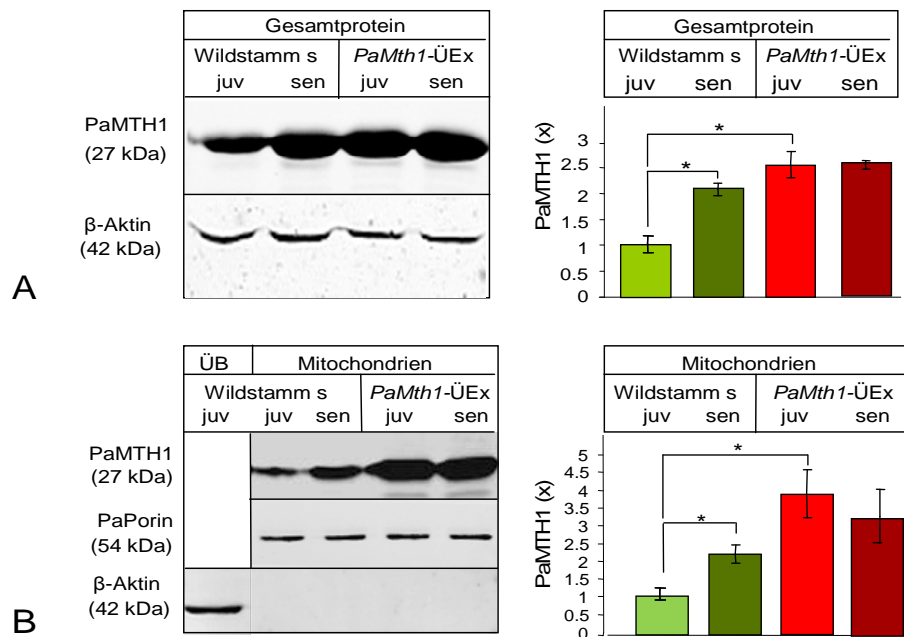 Gesamtprotein
Wildstamm s PaMth1-ÜEx
juv sen juv sen
PaMTH1
(27 kDa)
β-Aktin
(42 kDa)
A
Gesamtprotein
Wildstamm s PaMth1-ÜEx
juv sen juv sen
PaMTH1 (x)
3
2.5
2
1.5
1
0.5
0
*
*
ÜB Mitochondrien
Wildstamm s PaMth1-ÜEx
juv juv sen juv sen
PaMTH1
(27 kDa)
PaPorin
(54 kDa)
β-Aktin
(42 kDa)
B
Mitochondrien
Wildstamm s PaMth1-ÜEx
juv sen juv sen
PaMTH1 (x)
5
4.5
4
3.5
3
2.5
2
1.5
1
0.5
0
*
*